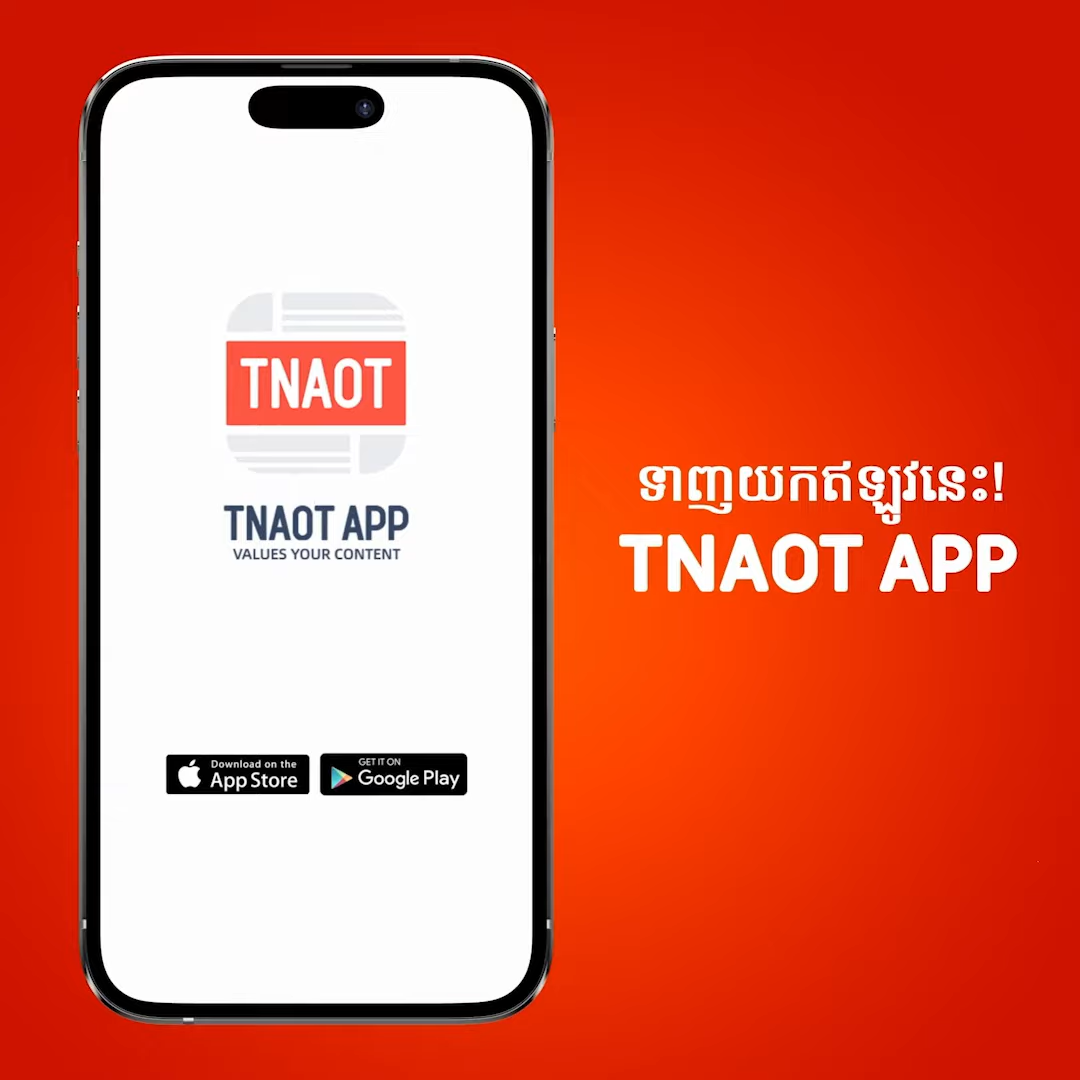 TNAOT
TNAOT APP
VALUES YOUR CONTENT
Download on the
App Store
GET IT ON
Google Play
ទាញយកឥឡូវនេះ!
TNAOT APP